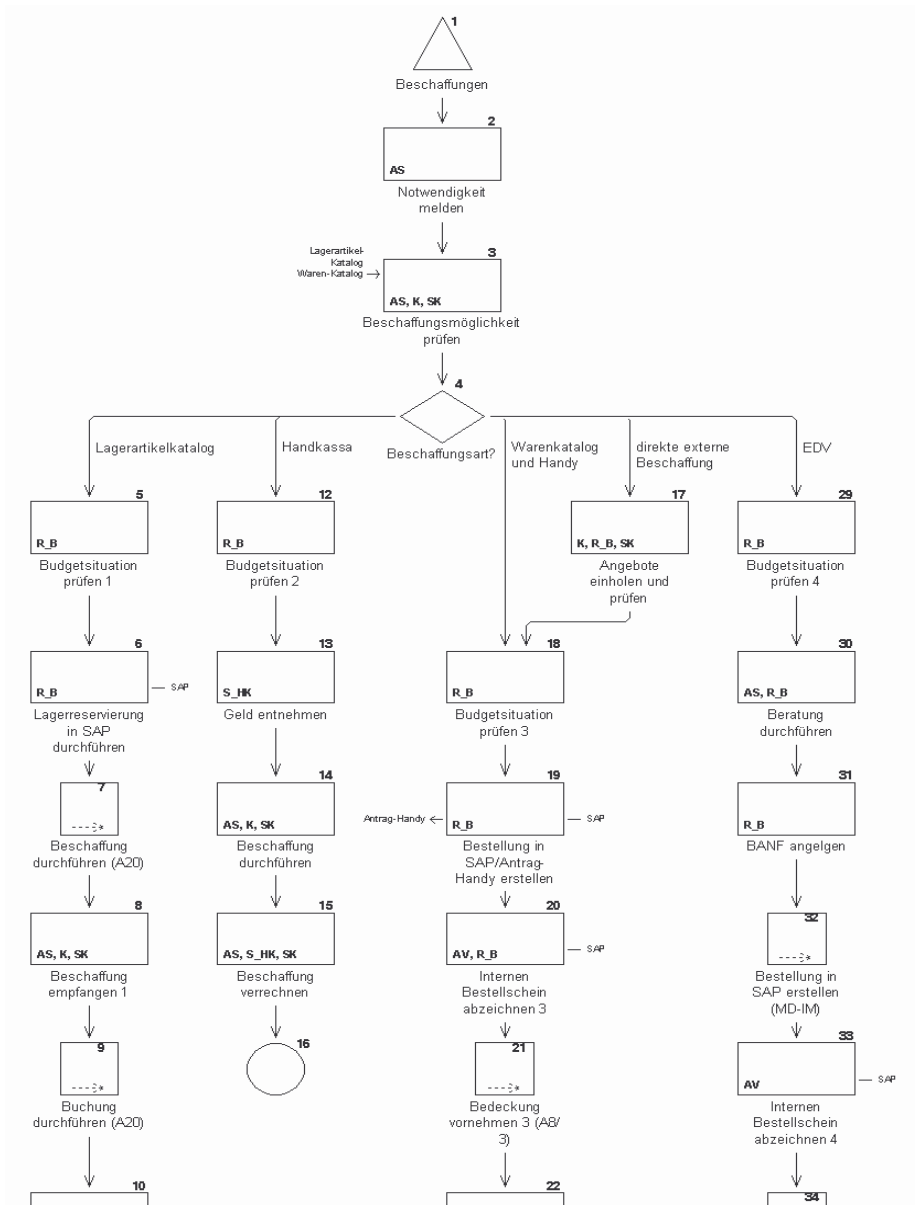 1
Beschaffungen
2
AS
Notwendigkeit
melden
Lagerartikel-
Katalog
Waren-Katalog
3
AS, K, SK
Beschaffungsmöglichkeit
prüfen
4
Beschaffungsart?
Lagerartikelkatalog
Handkassa
Warenkatalog
und Handy
direkte externe
Beschaffung
EDV
5
R_B
Budgetsituation
prüfen 1
12
R_B
Budgetsituation
prüfen 2
17
K, R_B, SK
Angebote
einholen und
prüfen
29
R_B
Budgetsituation
prüfen 4
6
R_B
SAP
Lagerreservierung
in SAP
durchführen
13
S_HK
Geld entnehmen
18
R_B
Budgetsituation
prüfen 3
30
AS, R_B
Beratung
durchführen
7
Beschaffung
durchführen (A20)
14
AS, K, SK
Beschaffung
durchführen
19
Antrag-Handy
R_B
SAP
Bestellung in
SAP/Antrag-
Handy erstellen
31
R_B
BANF angelgen
8
AS, K, SK
Beschaffung
empfangen 1
15
AS, S_HK, SK
Beschaffung
verrechnen
20
AV, R_B
SAP
Internen
Bestellschein
abzeichnen 3
32
Bestellung in
SAP erstellen
(MD-IM)
9
Buchung
durchführen (A20)
16
21
Bedeckung
vornehmen 3 (A8/
3)
33
AV
SAP
Internen
Bestellschein
abzeichnen 4
10
22
34